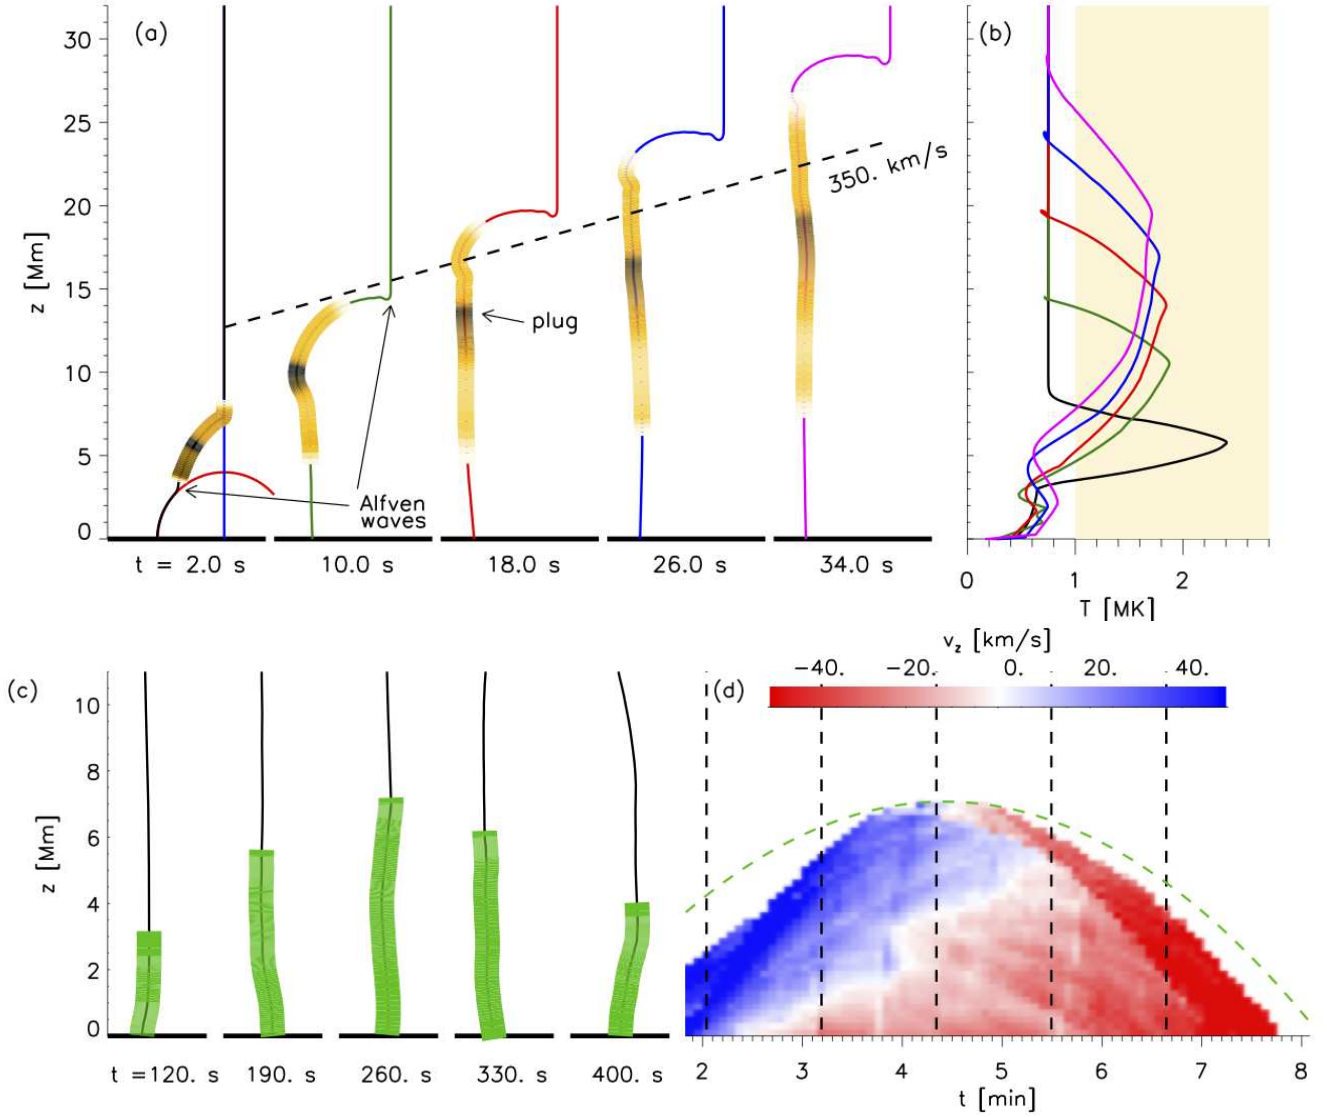 (a)
30
25
20
15
10
5
0
z [Mm]
350. km/s
plug
Alfven
waves
t = 2.0 s
10.0 s
18.0 s
26.0 s
34.0 s
(b)
0
1
2
T [MK]
(c)
10
8
6
4
2
0
z [Mm]
t =120. s
190. s
260. s
330. s
400. s
v_z [km/s]
-40.
-20.
0.
20.
40.
(d)
2
3
4
5
6
7
8
t [min]